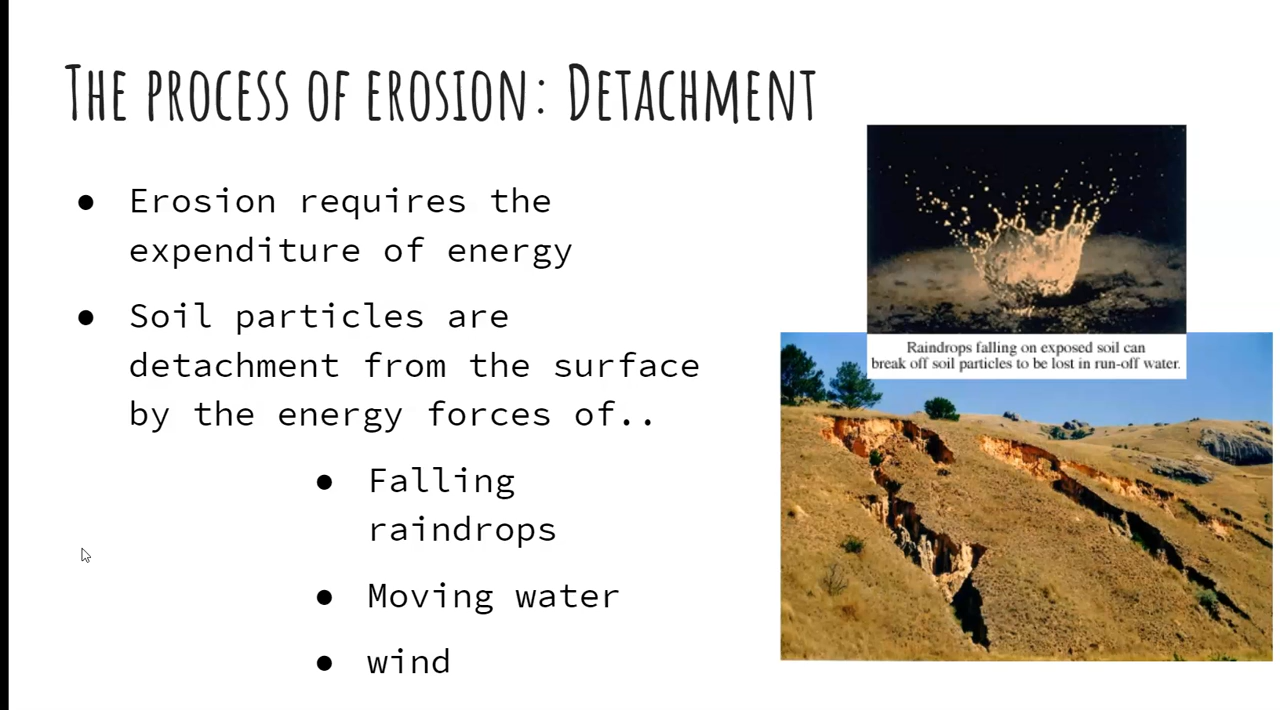 The process of erosion: Detachment
● Erosion requires the
expenditure of energy
● Soil particles are
detachment from the surface
by the energy forces of..
● Falling
raindrops
● Moving water
● wind
Raindrops falling on exposed soil can
break off soil particles to be lost in run-off water.